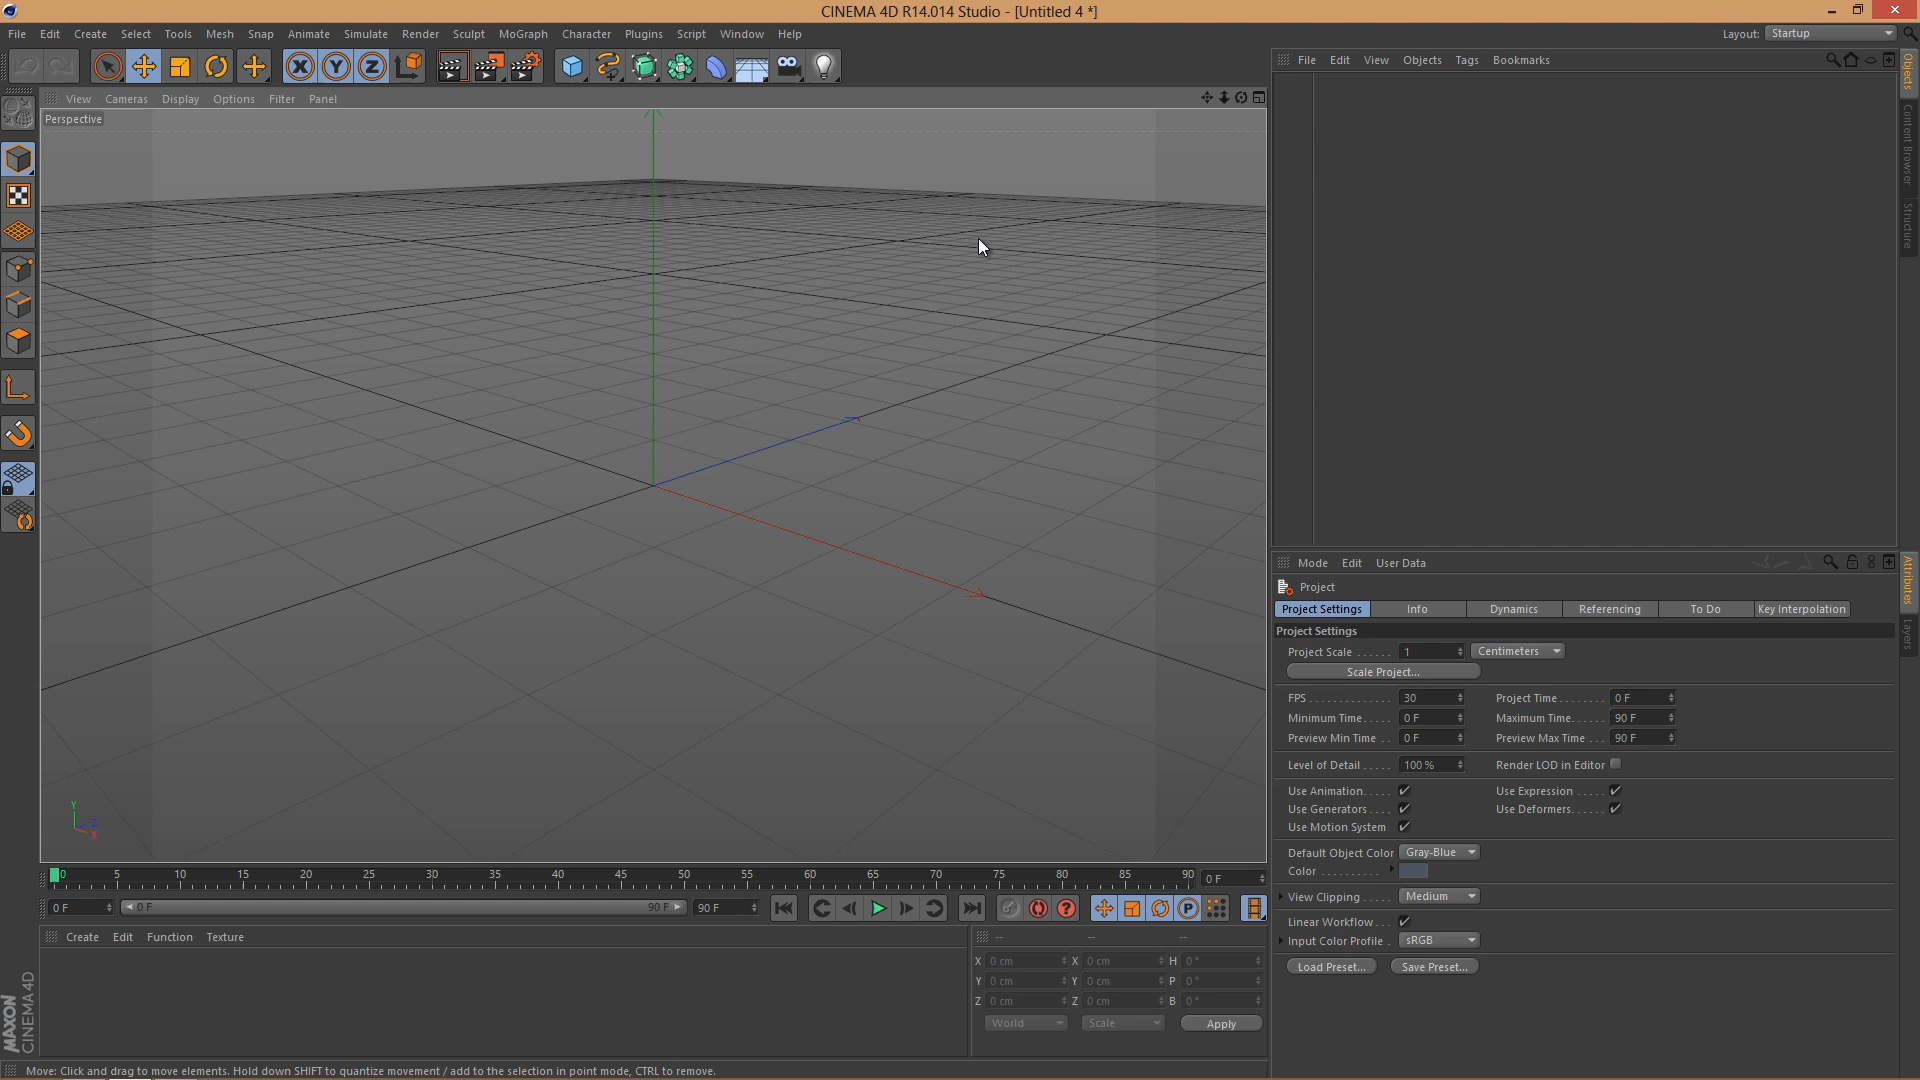 CINEMA 4D R14.014 Studio - [Untitled 4 *]
File Edit Create Select Tools Mesh Snap Animate Simulate Render Sculpt MoGraph Character Plugins Script Window Help
Layout: Startup
View Cameras Display Options Filter Panel
Perspective
Y
Z
X
File Edit View Objects Tags Bookmarks
Objects
Content Browser
Structure
Mode Edit User Data
Project
Project Settings Info Dynamics Referencing To Do Key Interpolation
Project Settings
Project Scale ...... 1 Centimeters
Scale Project...
FPS .............. 30 Project Time ........ 0 F
Minimum Time ..... 0 F Maximum Time ...... 90 F
Preview Min Time .. 0 F Preview Max Time ... 90 F
Level of Detail ..... 100 % Render LOD in Editor
Use Animation..... Use Expression .....
Use Generators.... Use Deformers......
Use Motion System
Default Object Color Gray-Blue
Color ..........
View Clipping ..... Medium
Linear Workflow ...
Input Color Profile . sRGB
Load Preset... Save Preset...
Attributes
Layers
0 5 10 15 20 25 30 35 40 45 50 55 60 65 70 75 80 85 90 0 F
0 F 0 F 90 F 90 F
Create Edit Function Texture
-- -- --
X 0 cm X 0 cm H 0 °
Y 0 cm Y 0 cm P 0 °
Z 0 cm Z 0 cm B 0 °
World Scale Apply
MAXON
CINEMA 4D
Move: Click and drag to move elements. Hold down SHIFT to quantize movement / add to the selection in point mode, CTRL to remove.